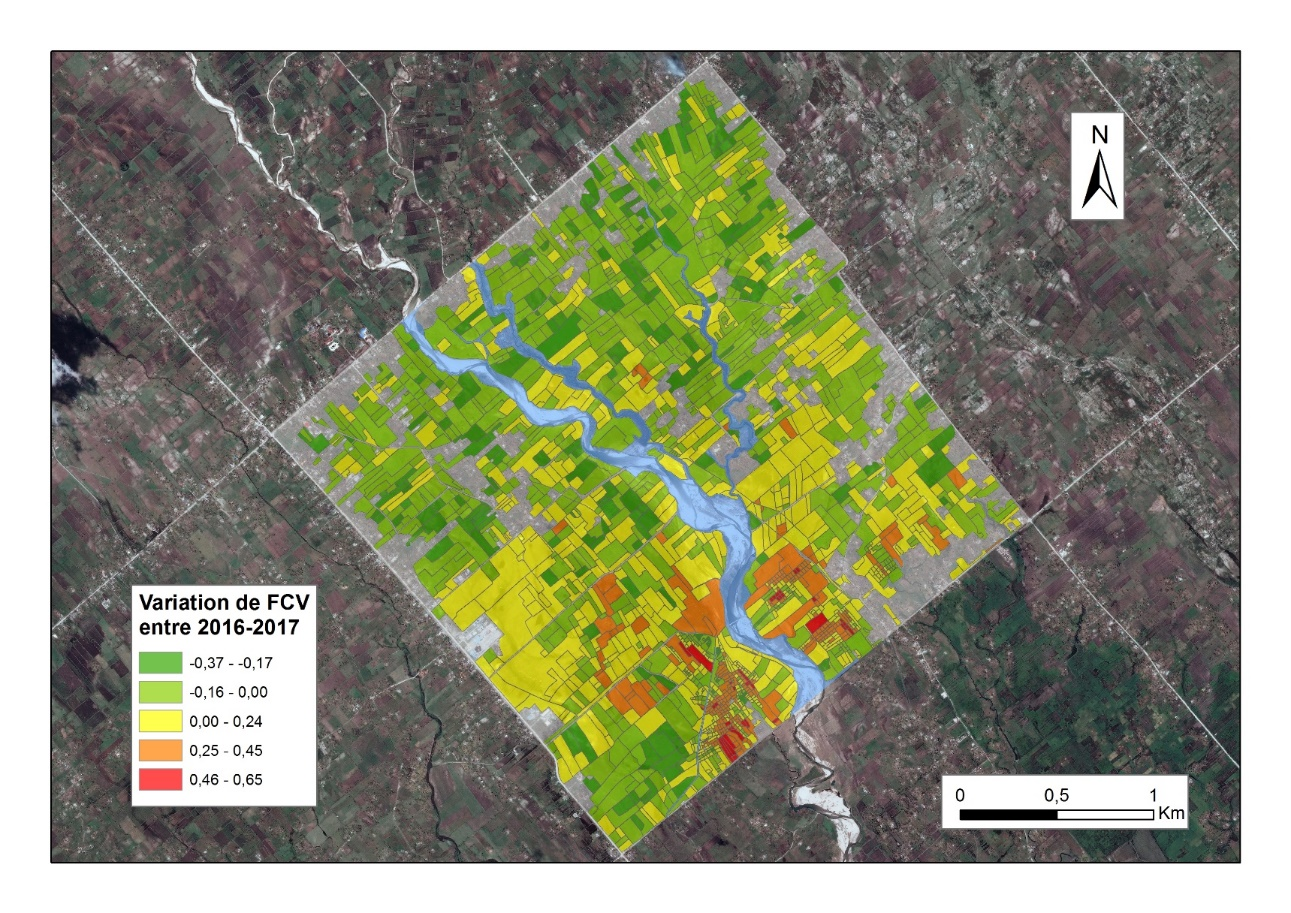 N
Variation de FCV
entre 2016-2017
-0,37 - -0,17
-0,16 - 0,00
0,00 - 0,24
0,25 - 0,45
0,46 - 0,65
0 0,5 1
Km